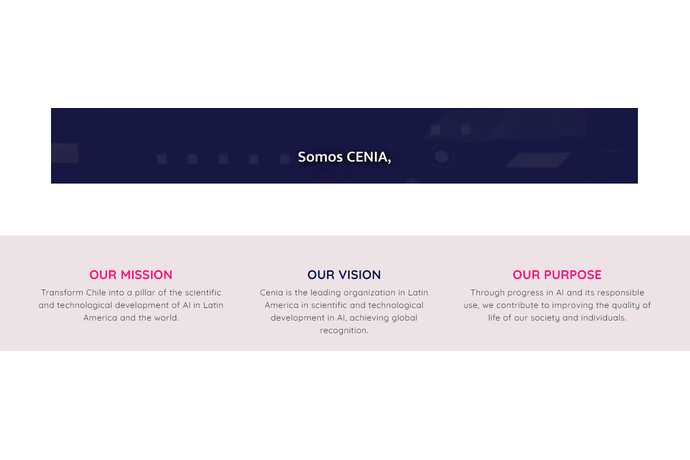 Somos CENIA,
OUR MISSION
Transform Chile into a pillar of the scientific
and technological development of AI in Latin
America and the world.
OUR VISION
Cenia is the leading organization in Latin
America in scientific and technological
development in AI, achieving global
recognition.
OUR PURPOSE
Through progress in AI and its responsible
use, we contribute to improving the quality of
life of our society and individuals.